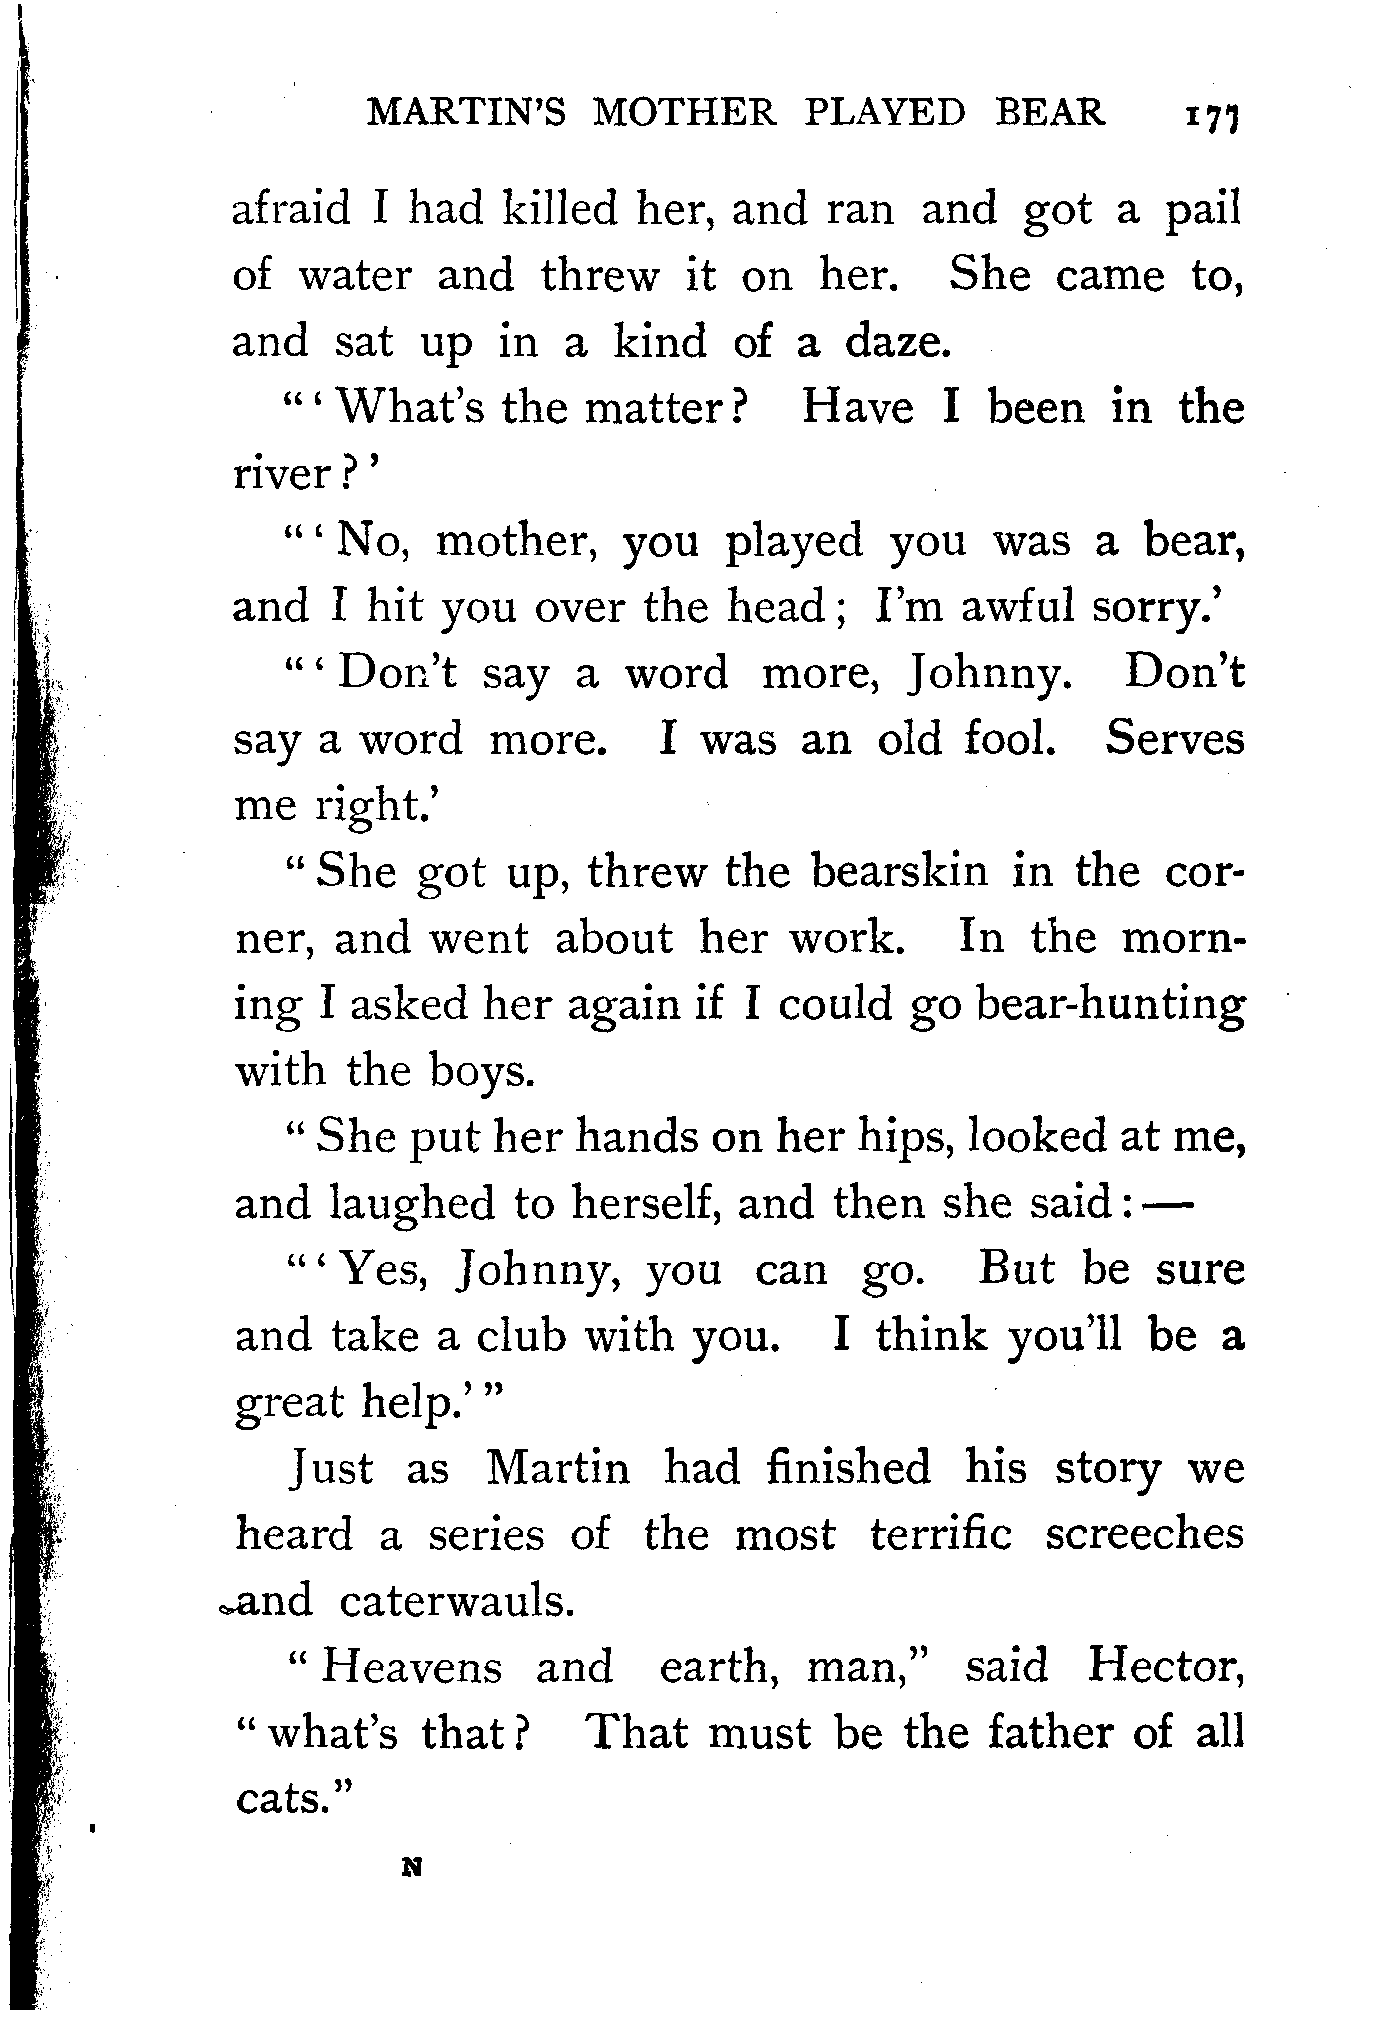 MARTIN'S MOTHER PLAYED BEAR 177
afraid I had killed her, and ran and got a pail
of water and threw it on her. She came to,
and sat up in a kind of a daze.
"'What's the matter? Have I been in the
river?'
"'No, mother, you played you was a bear,
and I hit you over the head; I'm awful sorry.'
"'Don't say a word more, Johnny. Don't
say a word more. I was an old fool. Serves
me right.'
"She got up, threw the bearskin in the cor-
ner, and went about her work. In the morn-
ing I asked her again if I could go bear-hunting
with the boys.
"She put her hands on her hips, looked at me,
and laughed to herself, and then she said:—
"'Yes, Johnny, you can go. But be sure
and take a club with you. I think you'll be a
great help.'"
Just as Martin had finished his story we
heard a series of the most terrific screeches
and caterwauls.
"Heavens and earth, man," said Hector,
"what's that? That must be the father of all
cats."
N